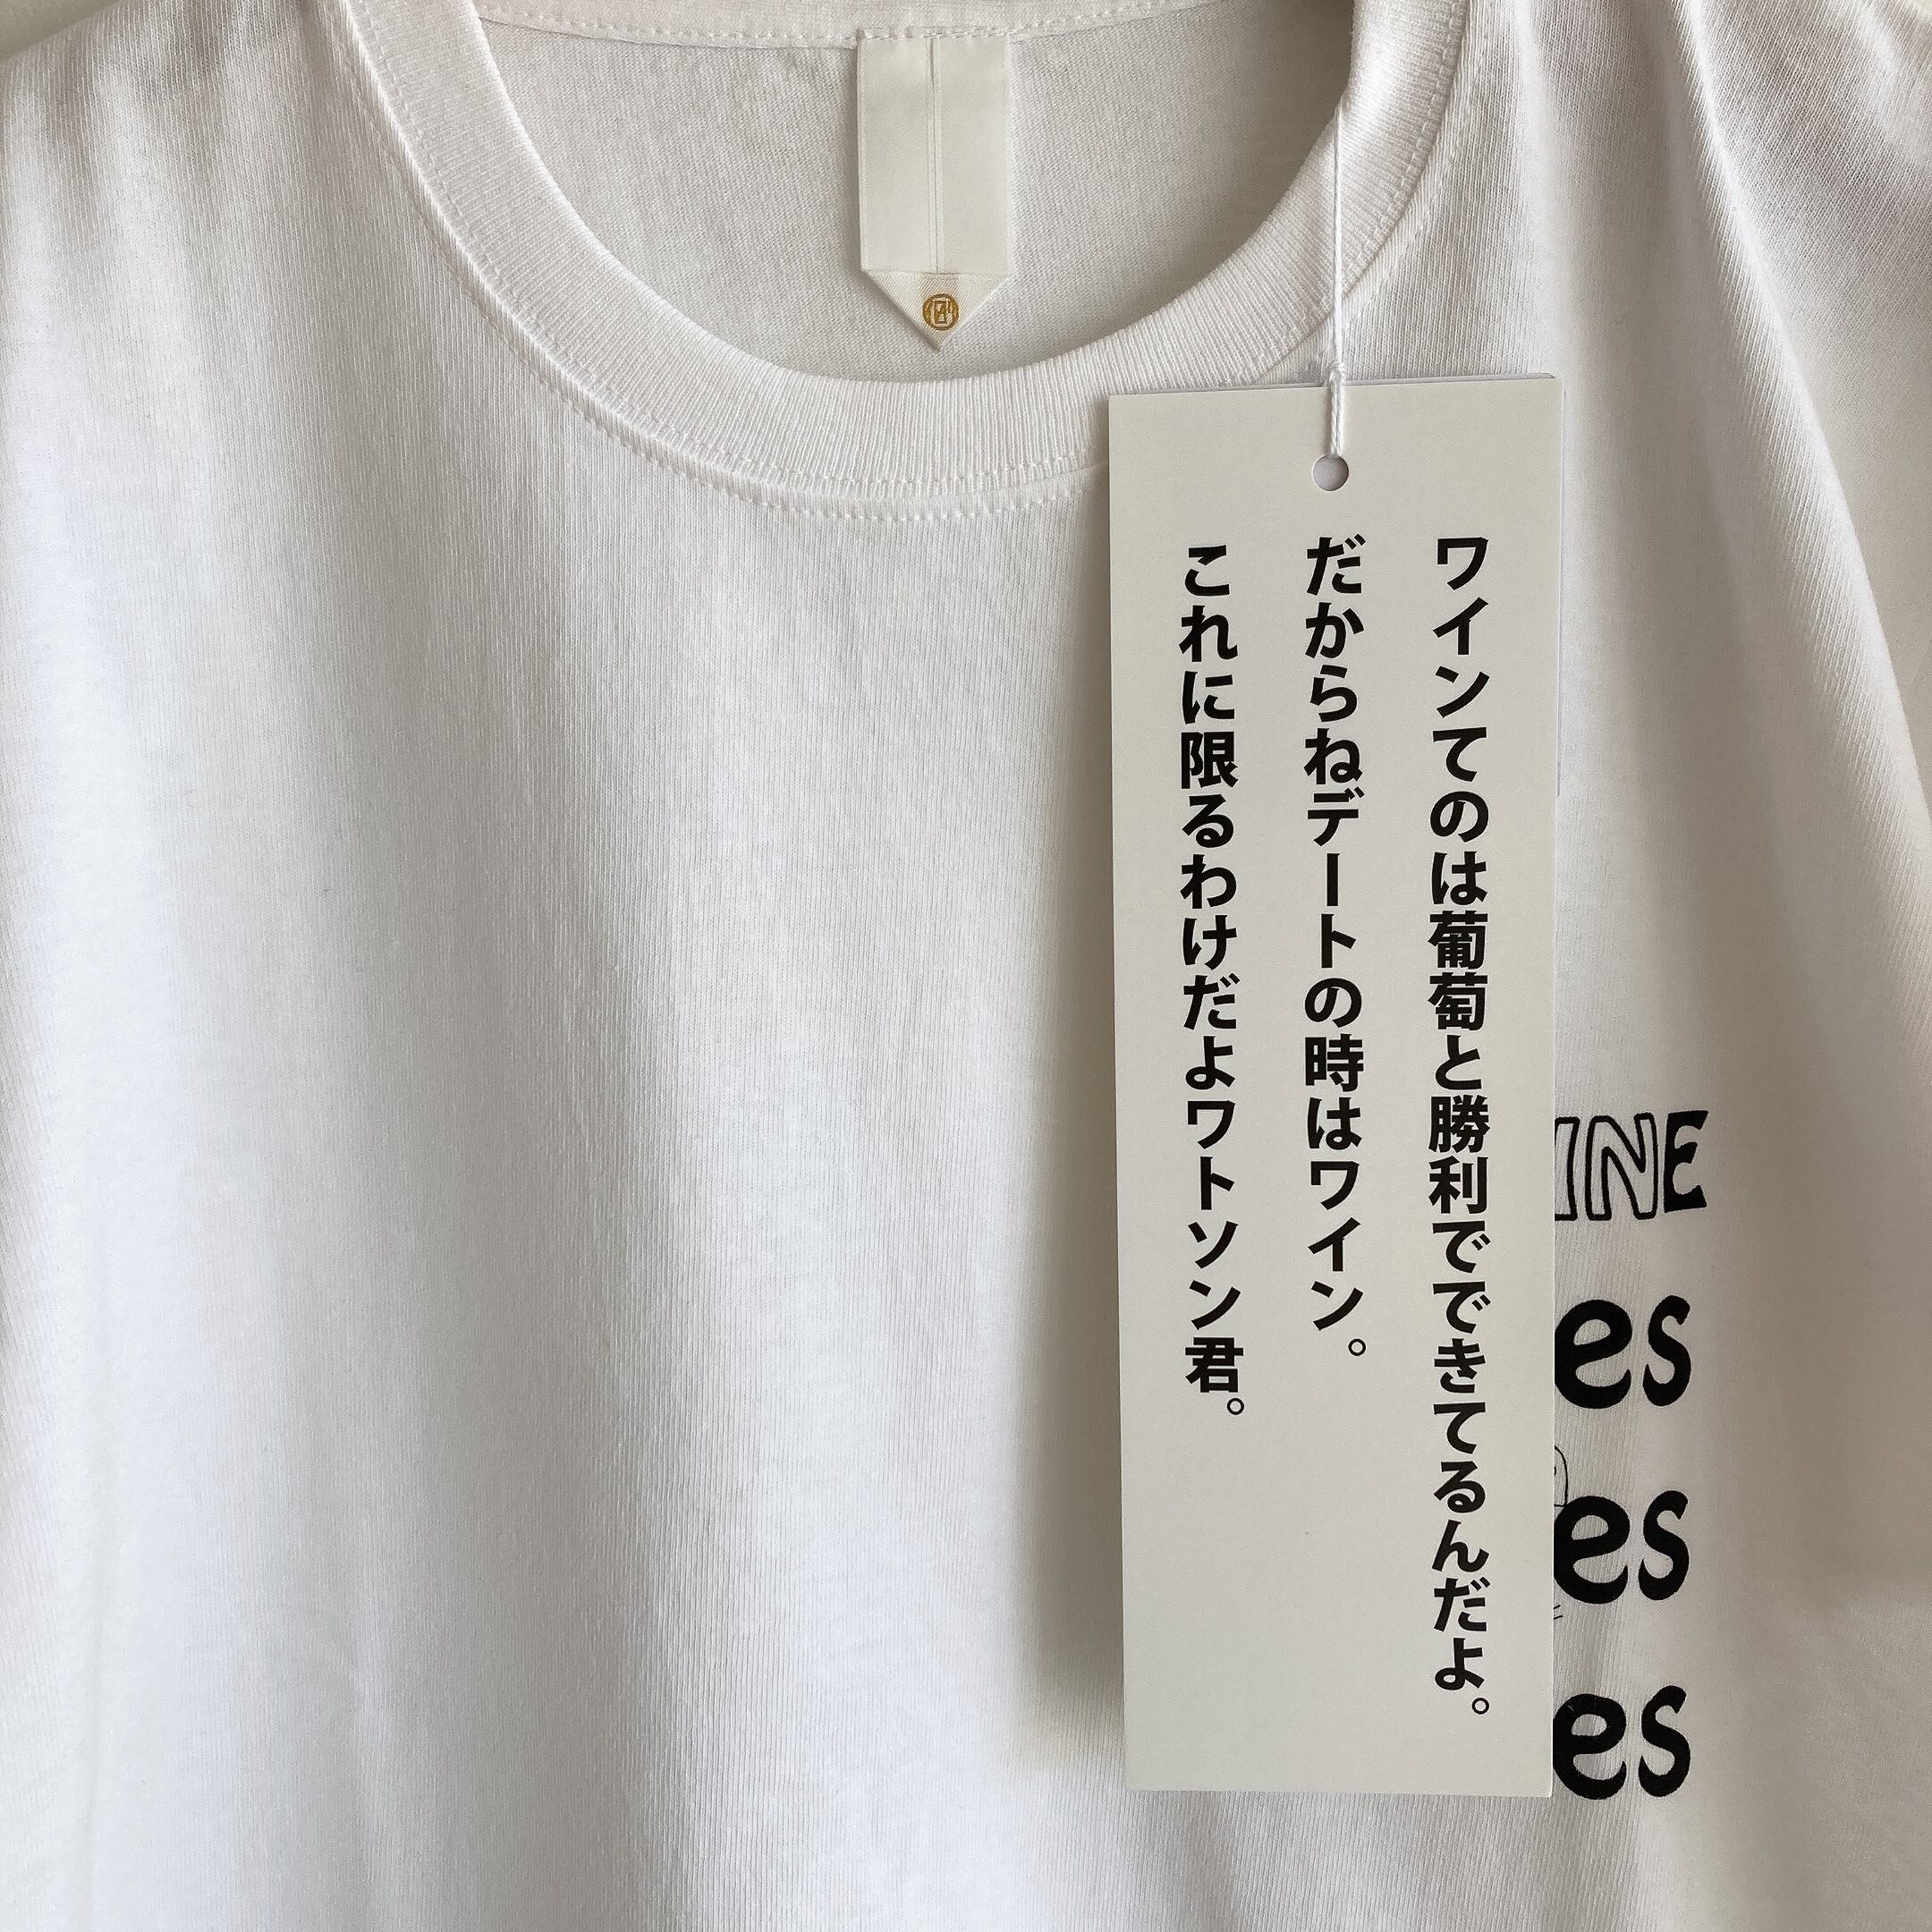 ワインてのは葡萄と勝利でできてるんだよ。
だからねデートの時はワイン。
これに限るわけだよワトソン君。
INE
es
es
es